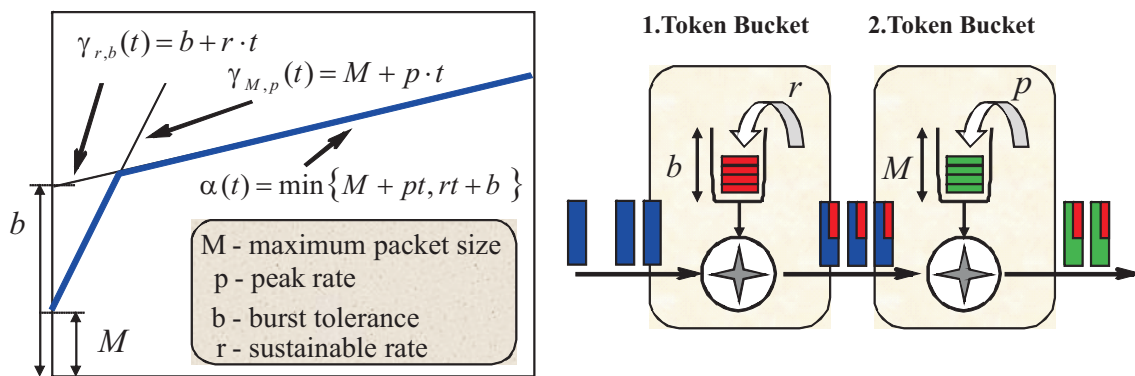 γ_{r,b}(t) = b + r · t
γ_{M,p}(t) = M + p · t
α(t) = min{M + pt, rt + b }
b
M
M - maximum packet size
p - peak rate
b - burst tolerance
r - sustainable rate
1.Token Bucket
2.Token Bucket
r
b
p
M